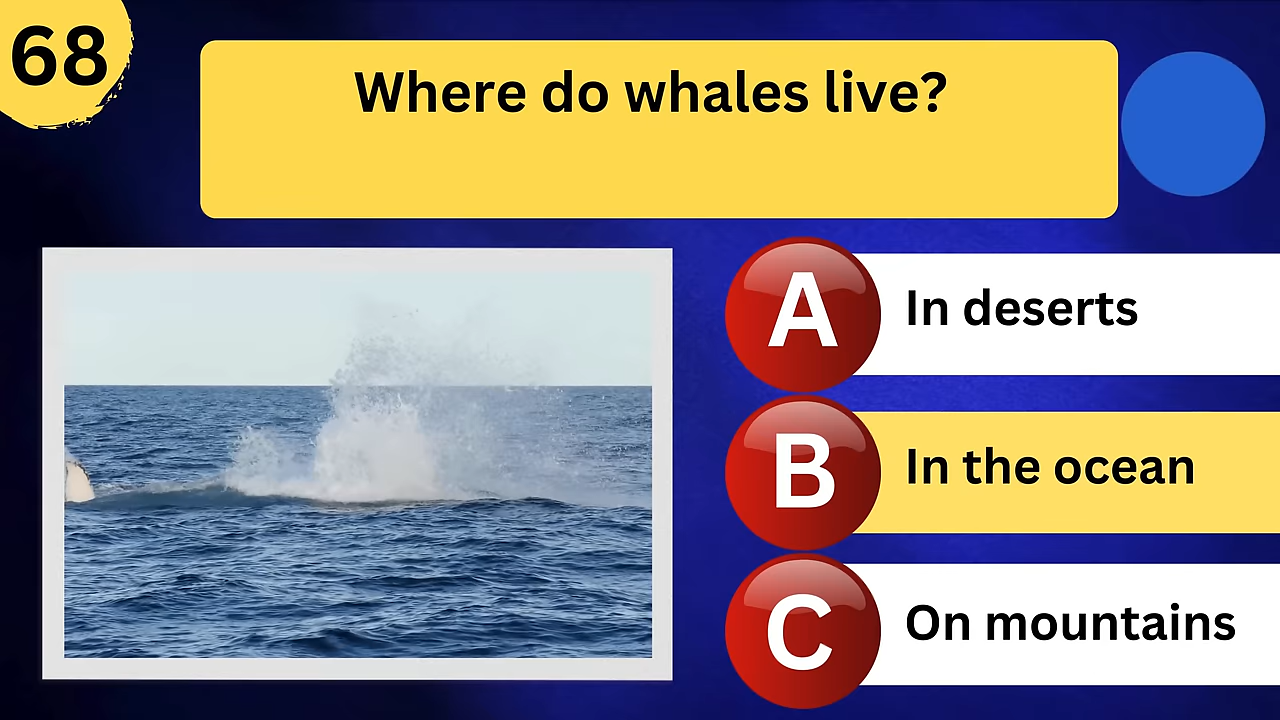 68
Where do whales live?
A In deserts
B In the ocean
C On mountains